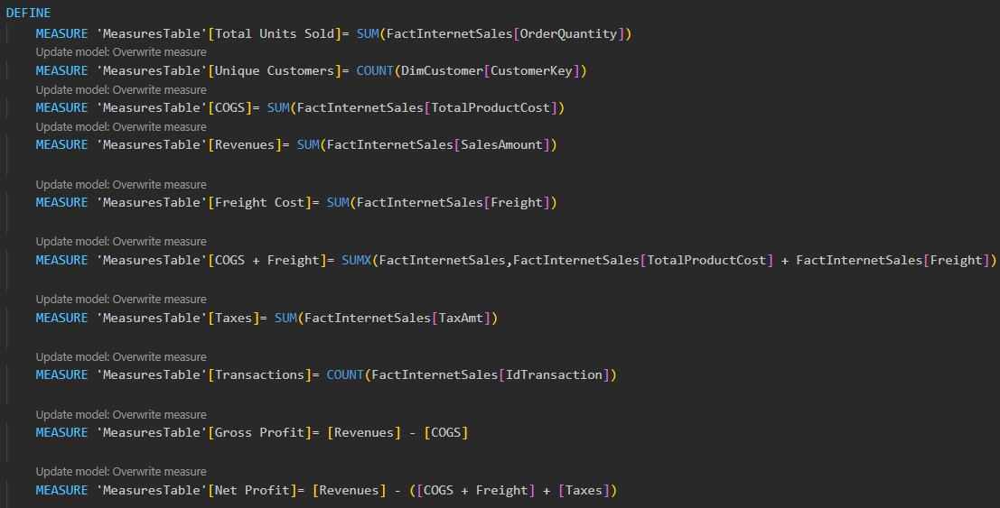 DEFINE
MEASURE 'MeasuresTable'[Total Units Sold]= SUM(FactInternetSales[OrderQuantity])
Update model: Overwrite measure
MEASURE 'MeasuresTable'[Unique Customers]= COUNT(DimCustomer[CustomerKey])
Update model: Overwrite measure
MEASURE 'MeasuresTable'[COGS]= SUM(FactInternetSales[TotalProductCost])
Update model: Overwrite measure
MEASURE 'MeasuresTable'[Revenues]= SUM(FactInternetSales[SalesAmount])
Update model: Overwrite measure
MEASURE 'MeasuresTable'[Freight Cost]= SUM(FactInternetSales[Freight])
Update model: Overwrite measure
MEASURE 'MeasuresTable'[COGS + Freight]= SUMX(FactInternetSales,FactInternetSales[TotalProductCost] + FactInternetSales[Freight])
Update model: Overwrite measure
MEASURE 'MeasuresTable'[Taxes]= SUM(FactInternetSales[TaxAmt])
Update model: Overwrite measure
MEASURE 'MeasuresTable'[Transactions]= COUNT(FactInternetSales[IdTransaction])
Update model: Overwrite measure
MEASURE 'MeasuresTable'[Gross Profit]= [Revenues] - [COGS]
Update model: Overwrite measure
MEASURE 'MeasuresTable'[Net Profit]= [Revenues] - ([COGS + Freight] + [Taxes])